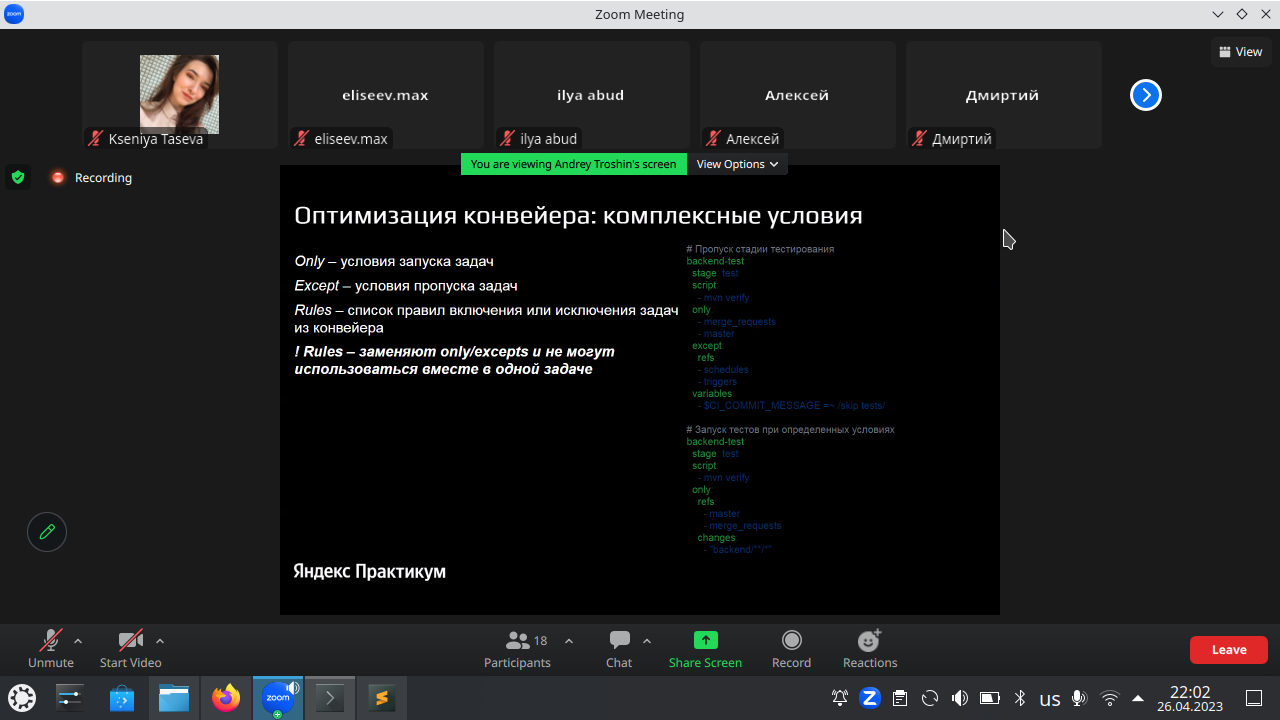 Zoom Meeting
zoom
View
eliseev.max
ilya abud
Алексей
Дмиртий
Kseniya Taseva
eliseev.max
ilya abud
Алексей
Дмиртий
You are viewing Andrey Troshin's screen
View Options
Recording
Оптимизация конвейера: комплексные условия
Only – условия запуска задач
Except – условия пропуска задач
Rules – список правил включения или исключения задач
из конвейера
! Rules – заменяют only/excepts и не могут
использоваться вместе в одной задаче
# Пропуск стадии тестирования
backend-test
stage test
script
- mvn verify
only
- merge_requests
- master
except
refs
- schedules
- triggers
variables
- $CI_COMMIT_MESSAGE =~ /skip tests/
# Запуск тестов при определенных условиях
backend-test
stage test
script
- mvn verify
only
refs
- master
- merge_requests
changes
- "backend/**/*"
Яндекс Практикум
18
Unmute
Start Video
Participants
Chat
Share Screen
Record
Reactions
Leave
zoom
us
22:02
26.04.2023